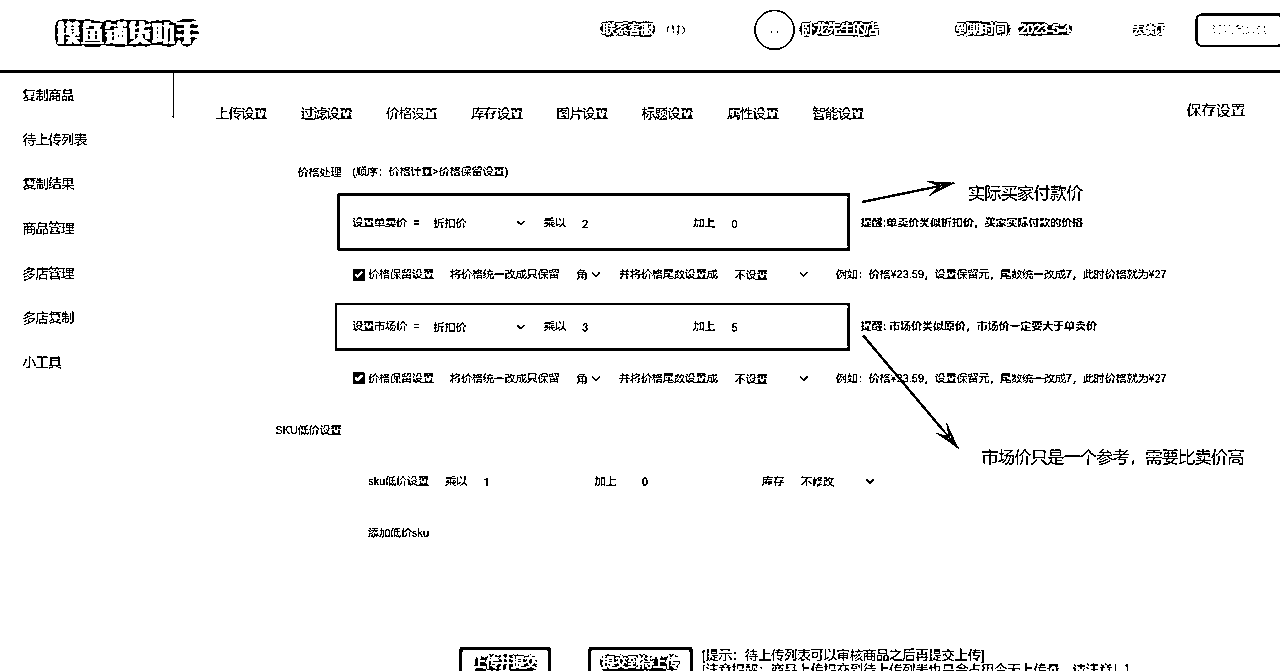 摸鱼铺货助手 联系客服 卧龙先生的店 到期时间 2023-5-4 去续订
复制商品
待上传列表
复制结果
商品管理
多店管理
多店复制
小工具
上传设置 过滤设置 价格设置 库存设置 图片设置 标题设置 属性设置 智能设置 保存设置
价格处理 (顺序：价格计算>价格保留设置)
实际买家付款价
设置单卖价 = 折扣价 乘以 2 加上 0 提醒:单卖价类似折扣价，买家实际付款的价格
价格保留设置 将价格统一改成只保留 角 并将价格尾数设置成 不设置 例如：价格¥23.59，设置保留元，尾数统一改成7，此时价格就为¥27
设置市场价 = 折扣价 乘以 3 加上 5 提醒:市场价类似原价，市场价一定要大于单卖价
价格保留设置 将价格统一改成只保留 角 并将价格尾数设置成 不设置 例如：价格¥23.59，设置保留元，尾数统一改成7，此时价格就为¥27
SKU低价设置
市场价只是一个参考，需要比卖价高
sku低价设置 乘以 1 加上 0 库存 不修改
添加低价sku
上传并提交 提交到待上传 [提示：待上传列表可以审核商品之后再提交上传]